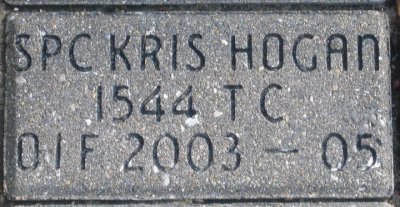 SPC KRIS HOGAN
1544 T C
OIF 2003 - 05